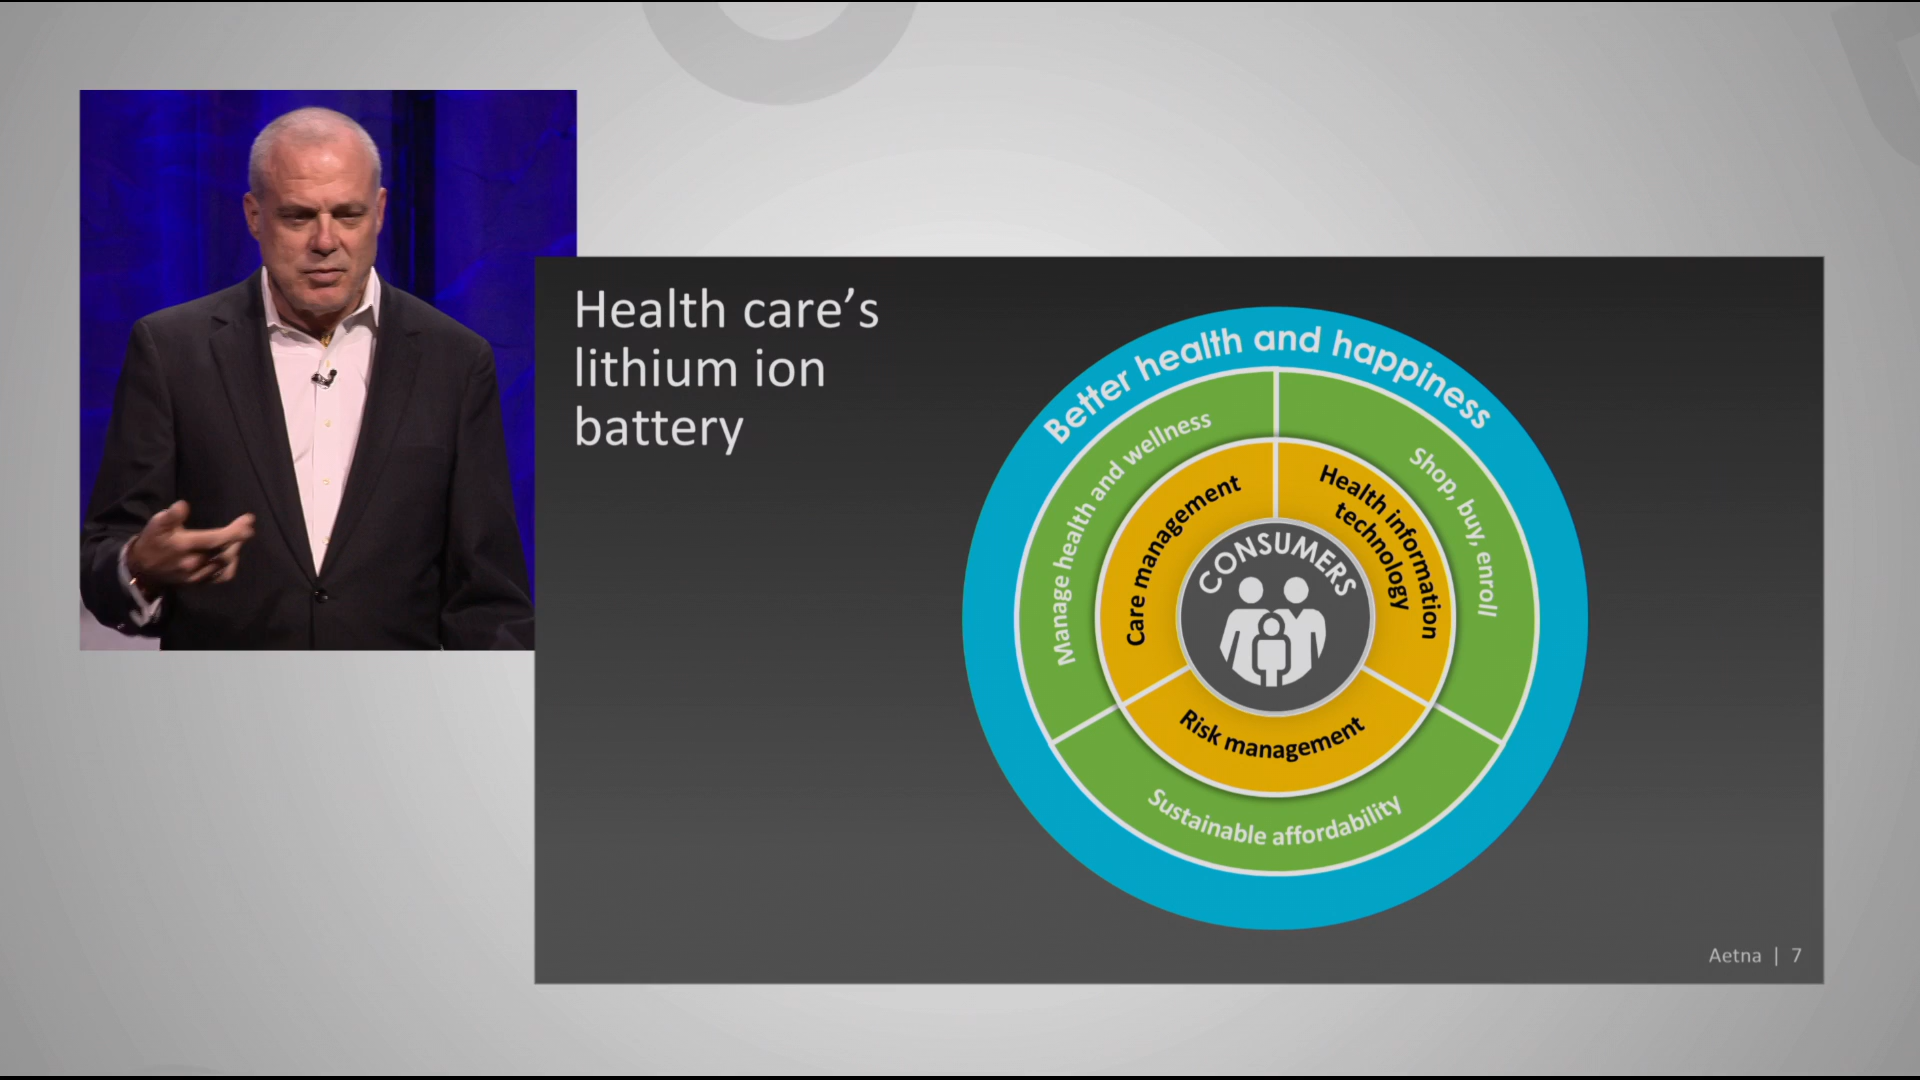 Health care’s
lithium ion
battery
Better health and happiness
Manage health and wellness
Shop, buy, enroll
Care management
Health information
technology
CONSUMERS
Risk management
Sustainable affordability
Aetna | 7